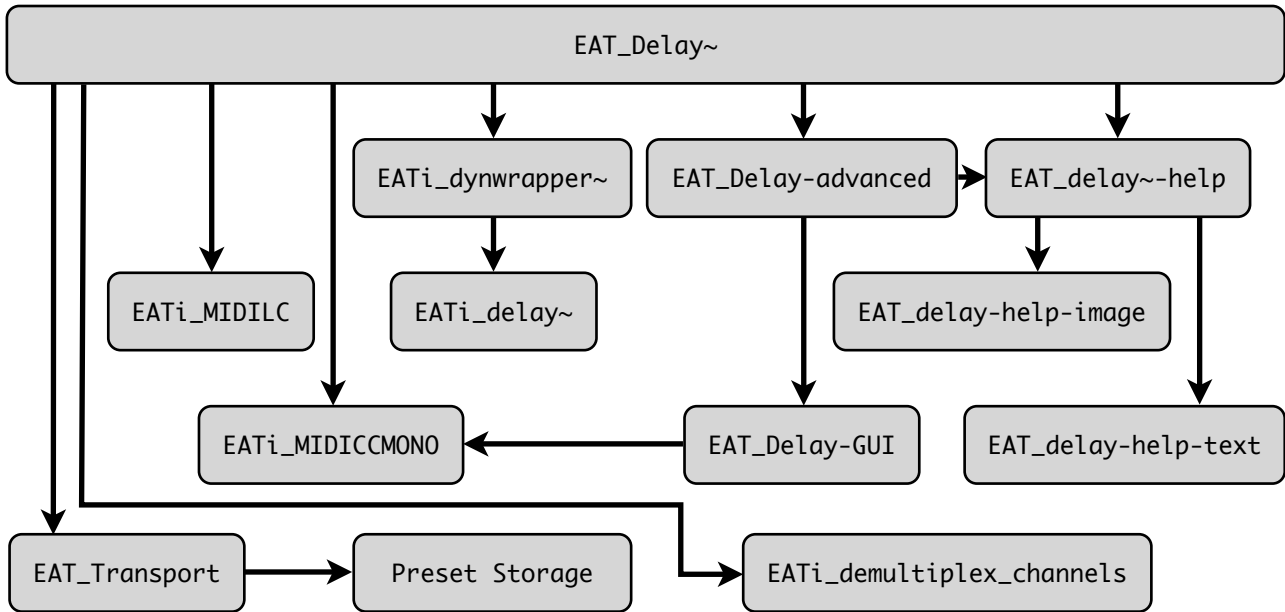 EAT_Delay~
EATi_dynwrapper~
EAT_Delay-advanced
EAT_delay~-help
EATi_MIDILC
EATi_delay~
EAT_delay-help-image
EATi_MIDICCMONO
EAT_Delay-GUI
EAT_delay-help-text
EAT_Transport
Preset Storage
EATi_demultiplex_channels